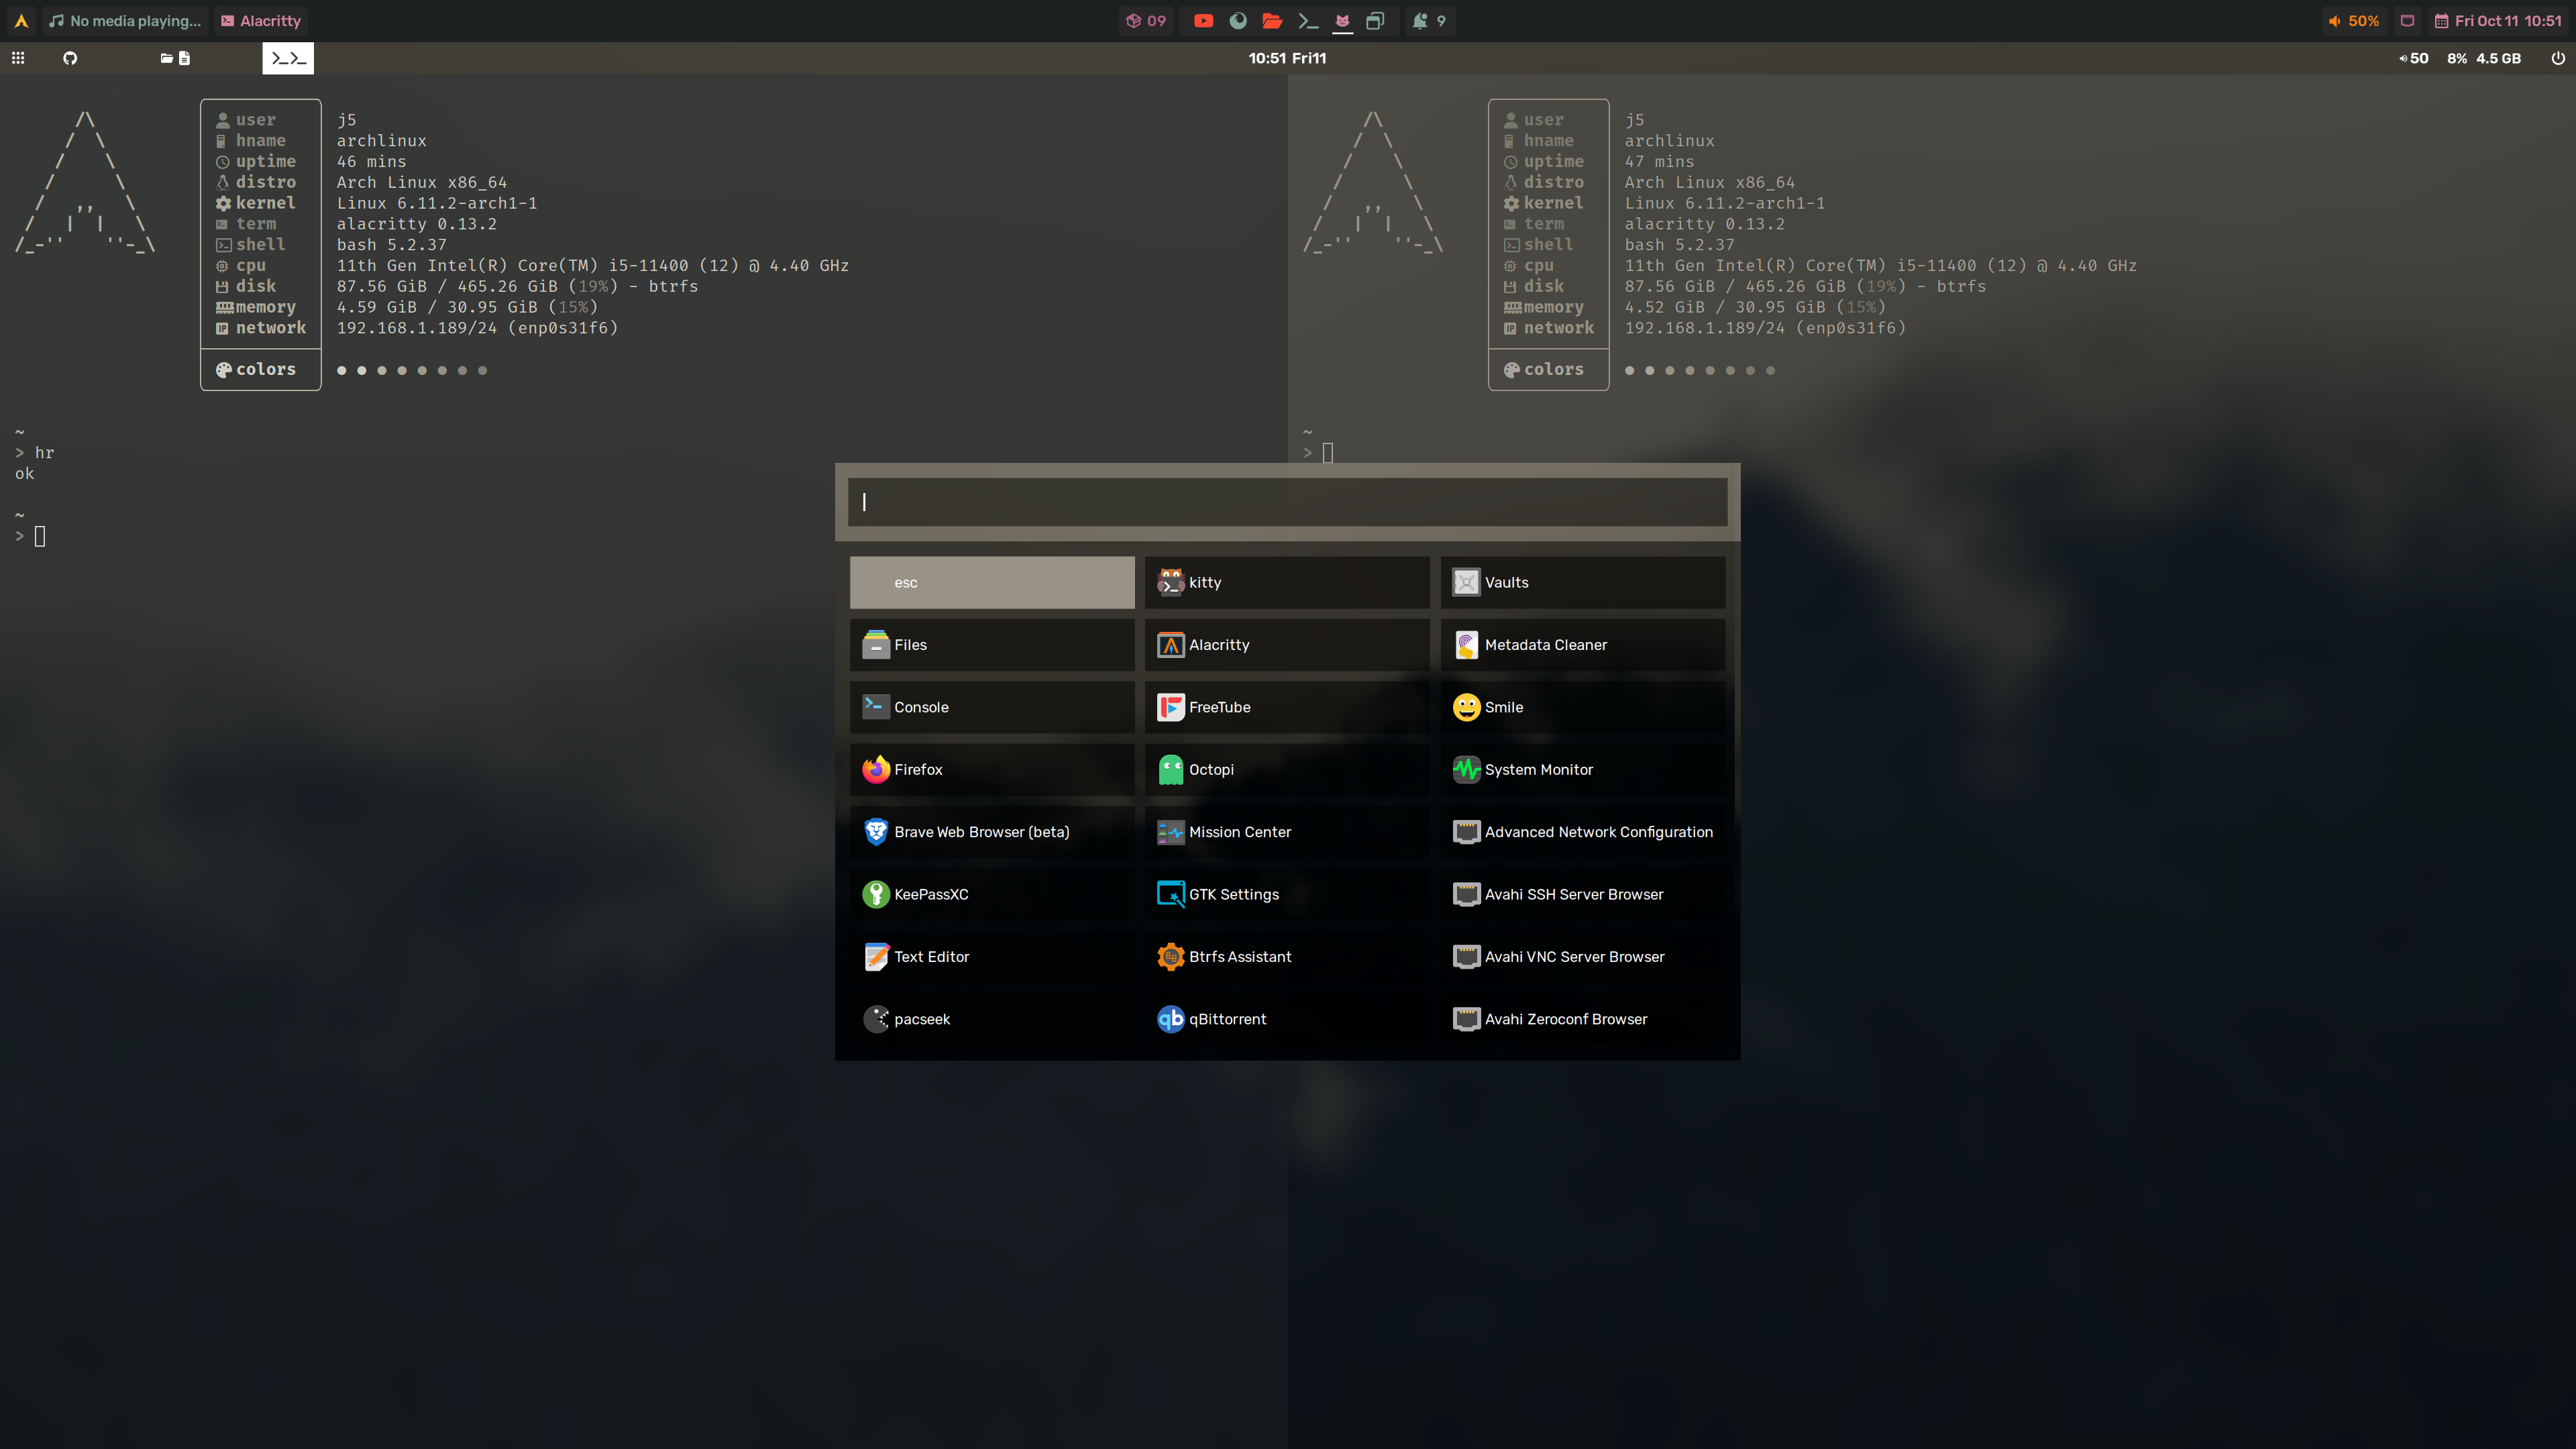 No media playing... Alacritty 09 9 50% Fri Oct 11 10:51
10:51 Fri11 50 8% 4.5 GB
user j5
hname archlinux
uptime 46 mins
distro Arch Linux x86_64
kernel Linux 6.11.2-arch1-1
term alacritty 0.13.2
shell bash 5.2.37
cpu 11th Gen Intel(R) Core(TM) i5-11400 (12) @ 4.40 GHz
disk 87.56 GiB / 465.26 GiB (19%) - btrfs
memory 4.59 GiB / 30.95 GiB (15%)
network 192.168.1.189/24 (enp0s31f6)
colors
~
> hr
ok
~
>
user j5
hname archlinux
uptime 47 mins
distro Arch Linux x86_64
kernel Linux 6.11.2-arch1-1
term alacritty 0.13.2
shell bash 5.2.37
cpu 11th Gen Intel(R) Core(TM) i5-11400 (12) @ 4.40 GHz
disk 87.56 GiB / 465.26 GiB (19%) - btrfs
memory 4.52 GiB / 30.95 GiB (15%)
network 192.168.1.189/24 (enp0s31f6)
colors
~
>
esc kitty Vaults
Files Alacritty Metadata Cleaner
Console FreeTube Smile
Firefox Octopi System Monitor
Brave Web Browser (beta) Mission Center Advanced Network Configuration
KeePassXC GTK Settings Avahi SSH Server Browser
Text Editor Btrfs Assistant Avahi VNC Server Browser
pacseek qBittorrent Avahi Zeroconf Browser